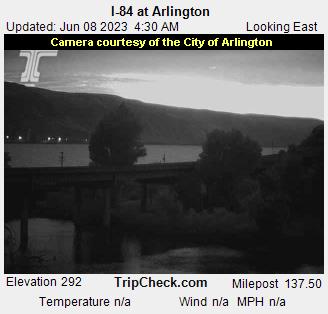 I-84 at Arlington
Updated: Jun 08 2023 4:30 AM Looking East
Camera courtesy of the City of Arlington
Elevation 292 TripCheck.com Milepost 137.50
Temperature n/a Wind n/a MPH n/a